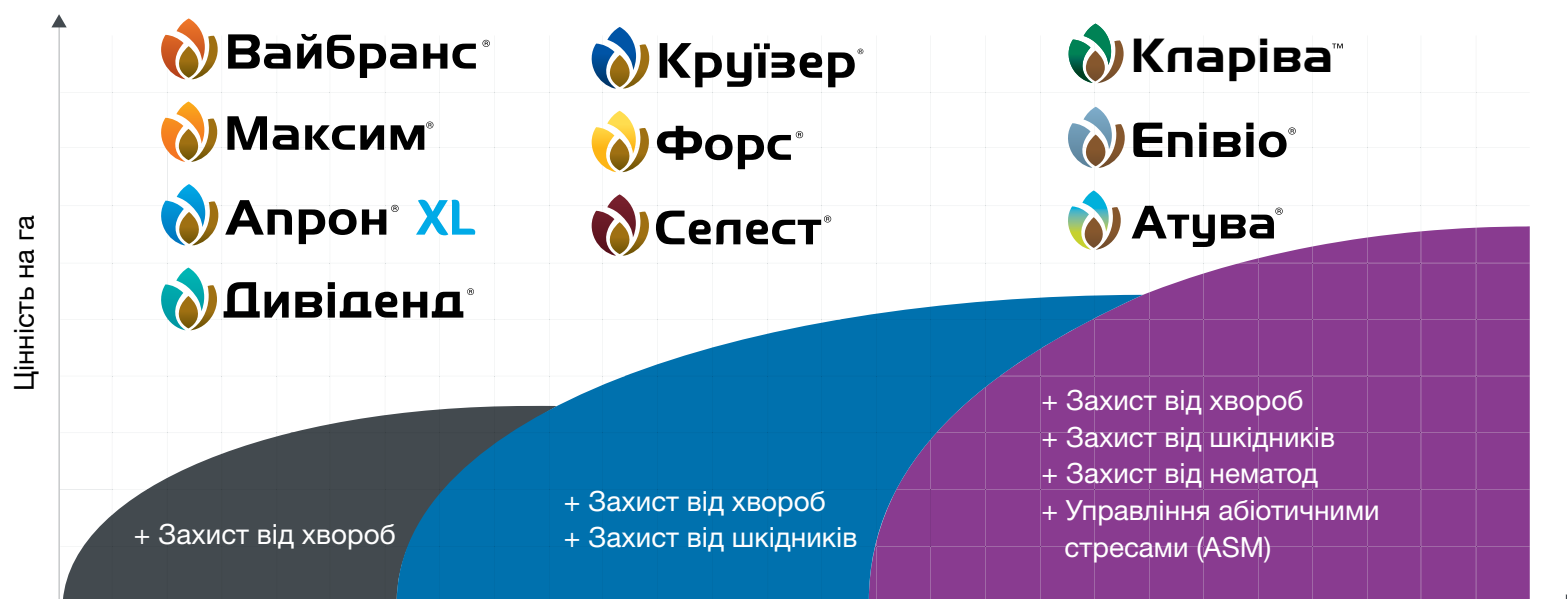 Цінність на га
Вайбранс®
Максим®
Апрон® XL
Дивіденд®
Круїзер®
Форс®
Селест®
Кларіва™
Епівіо®
Атува®
+ Захист від хвороб
+ Захист від хвороб
+ Захист від шкідників
+ Захист від хвороб
+ Захист від шкідників
+ Захист від нематод
+ Управління абіотичними
стресами (ASM)